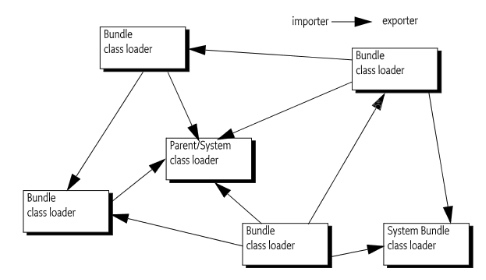 importer exporter
Bundle
class loader
Bundle
class loader
Parent/System
class loader
Bundle
class loader
Bundle
class loader
System Bundle
class loader